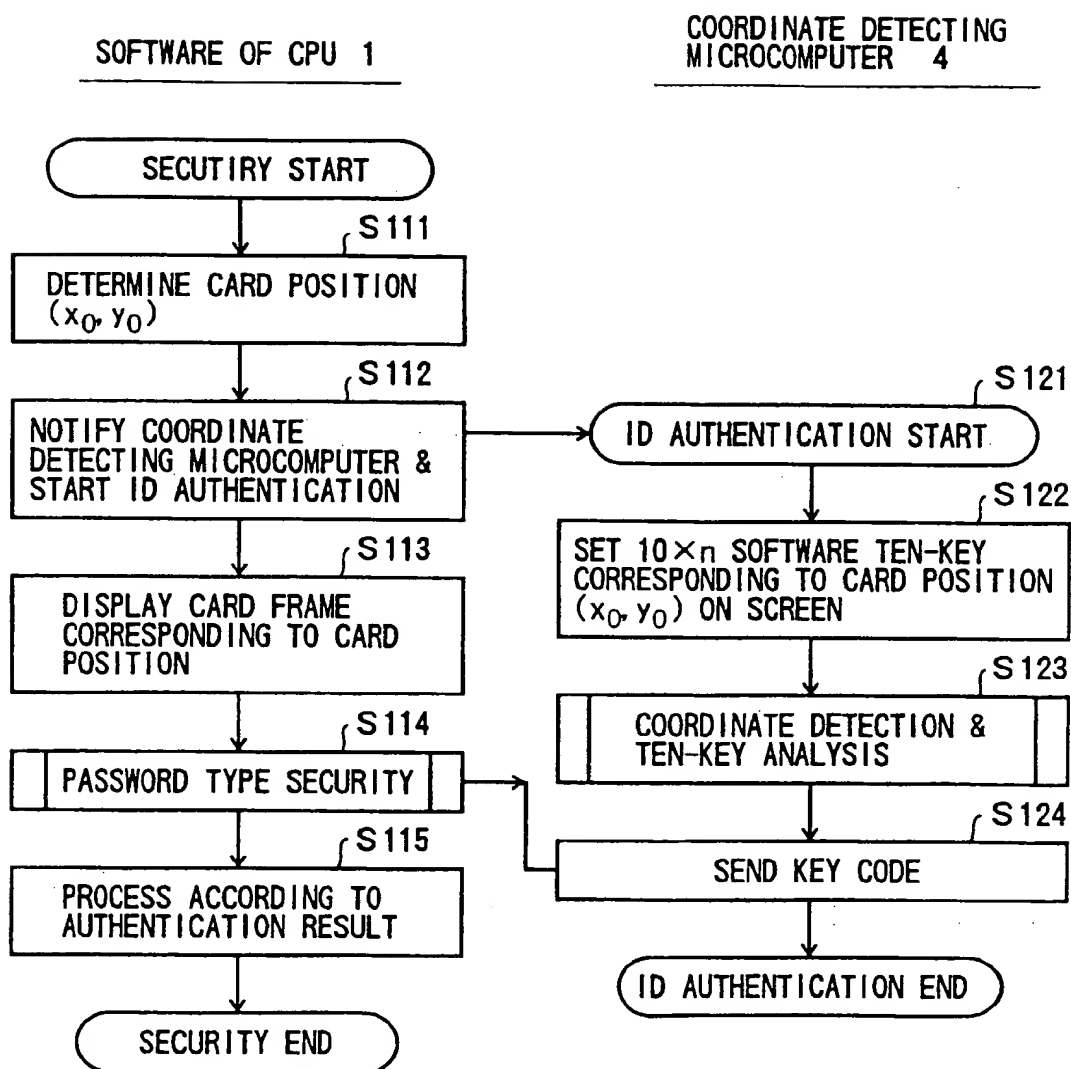 SOFTWARE OF CPU 1
SECUTIRY START
S111
DETERMINE CARD POSITION
(x0, y0)
S112
NOTIFY COORDINATE
DETECTING MICROCOMPUTER &
START ID AUTHENTICATION
S113
DISPLAY CARD FRAME
CORRESPONDING TO CARD
POSITION
S114
PASSWORD TYPE SECURITY
S115
PROCESS ACCORDING TO
AUTHENTICATION RESULT
SECURITY END
COORDINATE DETECTING
MICROCOMPUTER 4
S121
ID AUTHENTICATION START
S122
SET 10×n SOFTWARE TEN-KEY
CORRESPONDING TO CARD POSITION
(x0, y0) ON SCREEN
S123
COORDINATE DETECTION &
TEN-KEY ANALYSIS
S124
SEND KEY CODE
ID AUTHENTICATION END